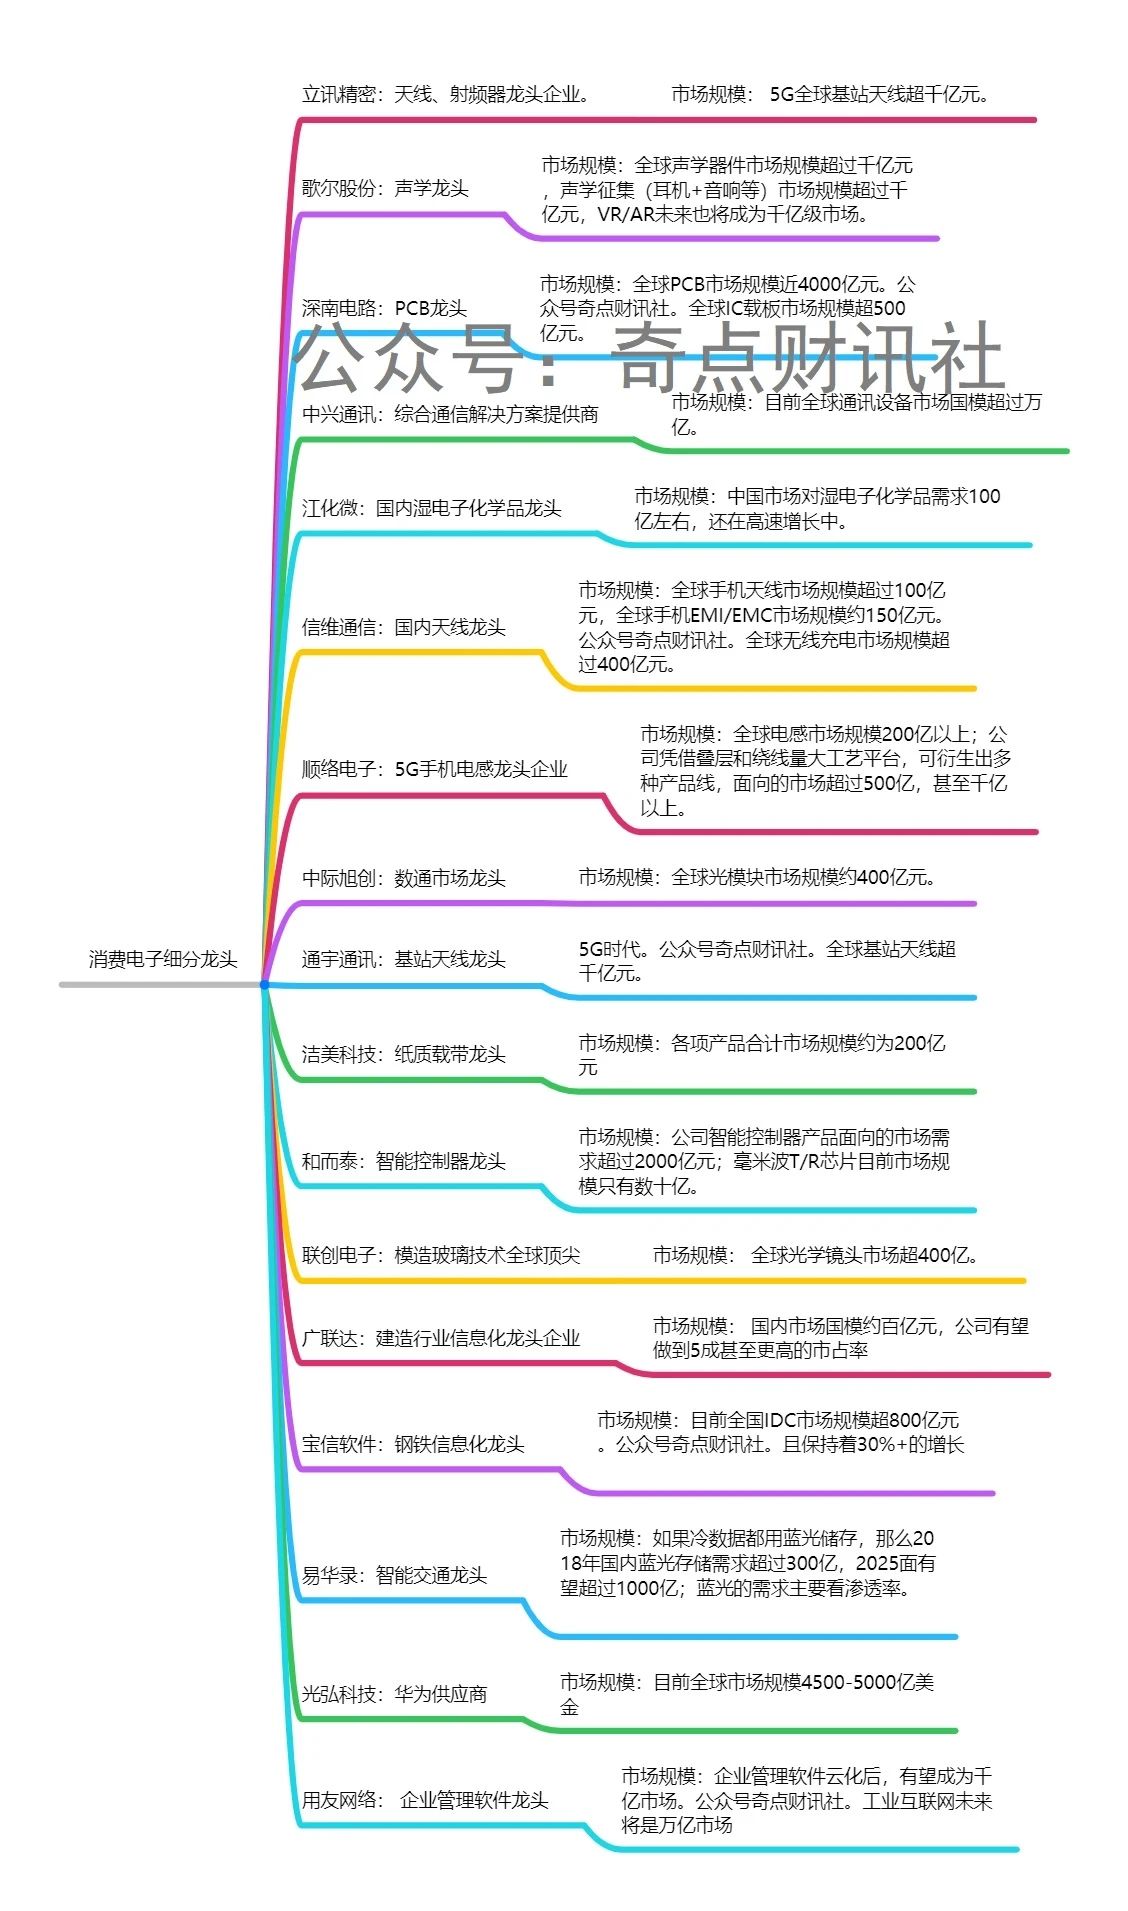 立讯精密：天线、射频器龙头企业。
市场规模： 5G全球基站天线超千亿元。
歌尔股份：声学龙头
市场规模：全球声学器件市场规模超过千亿元
，声学征集（耳机+音响等）市场规模超过千
亿元，VR/AR未来也将成为千亿级市场。
深南电路：PCB龙头
市场规模：全球PCB市场规模近4000亿元。公
众号奇点财讯社。全球IC载板市场规模超500
亿元。
公众号：奇点财讯社
中兴通讯：综合通信解决方案提供商
市场规模：目前全球通讯设备市场国模超过万
亿。
江化微：国内湿电子化学品龙头
市场规模：中国市场对湿电子化学品需求100
亿左右，还在高速增长中。
信维通信：国内天线龙头
市场规模：全球手机天线市场规模超过100亿
元，全球手机EMI/EMC市场规模约150亿元。
公众号奇点财讯社。全球无线充电市场规模超
过400亿元。
顺络电子：5G手机电感龙头企业
市场规模：全球电感市场规模200亿以上；公
司凭借叠层和绕线量大工艺平台，可衍生出多
种产品线，面向的市场超过500亿，甚至千亿
以上。
中际旭创：数通市场龙头
市场规模：全球光模块市场规模约400亿元。
消费电子细分龙头
通宇通讯：基站天线龙头
5G时代。公众号奇点财讯社。全球基站天线超
千亿元。
洁美科技：纸质载带龙头
市场规模：各项产品合计市场规模约为200亿
元
和而泰：智能控制器龙头
市场规模：公司智能控制器产品面向的市场需
求超过2000亿元；毫米波T/R芯片目前市场规
模只有数十亿。
联创电子：模造玻璃技术全球顶尖
市场规模： 全球光学镜头市场超400亿。
广联达：建造行业信息化龙头企业
市场规模： 国内市场国模约百亿元，公司有望
做到5成甚至更高的市占率
宝信软件：钢铁信息化龙头
市场规模：目前全国IDC市场规模超800亿元
。公众号奇点财讯社。且保持着30%+的增长
易华录：智能交通龙头
市场规模：如果冷数据都用蓝光储存，那么20
18年国内蓝光存储需求超过300亿，2025面有
望超过1000亿；蓝光的需求主要看渗透率。
光弘科技：华为供应商
市场规模：目前全球市场规模4500-5000亿美
金
用友网络： 企业管理软件龙头
市场规模：企业管理软件云化后，有望成为千
亿市场。公众号奇点财讯社。工业互联网未来
将是万亿市场